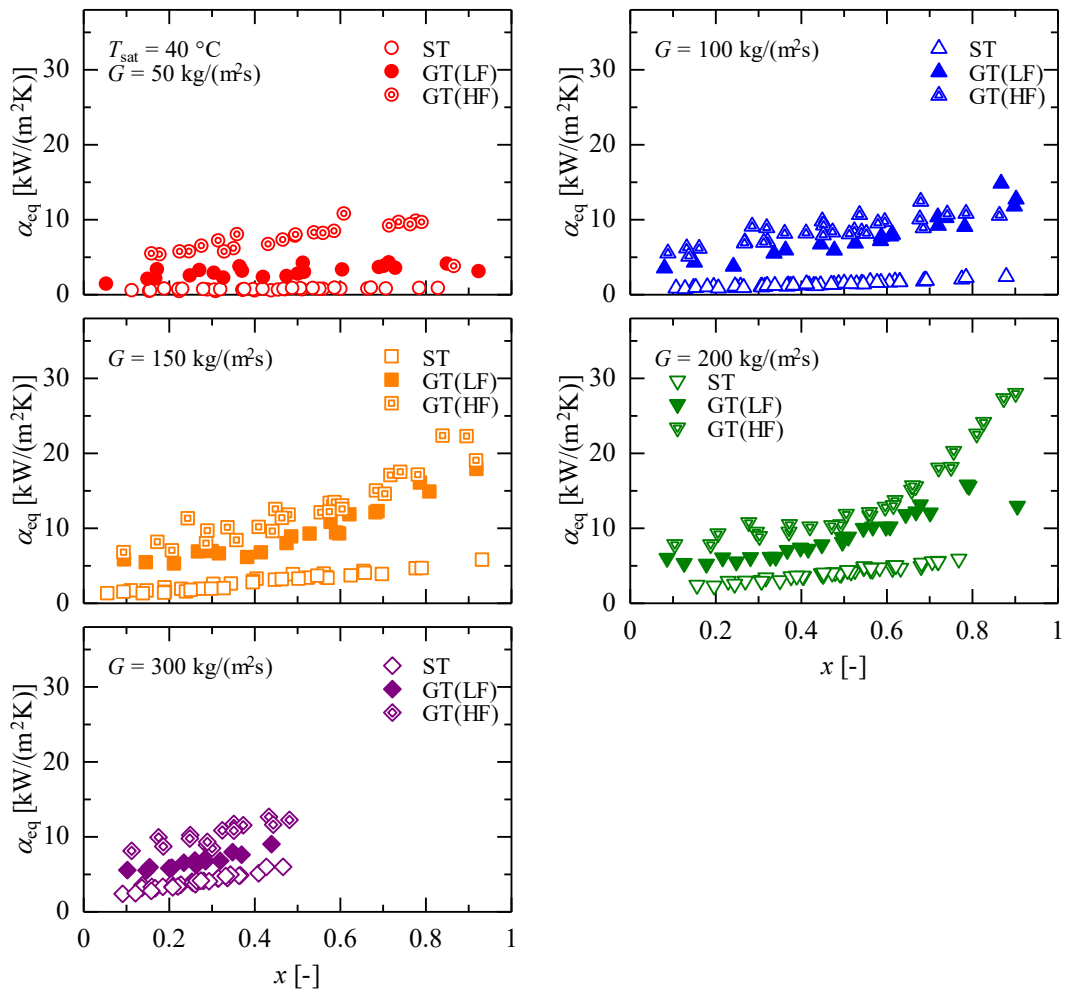 T_sat = 40 °C
G = 50 kg/(m²s)
ST
GT(LF)
GT(HF)
30
20
10
0
α_eq [kW/(m²K)]
G = 100 kg/(m²s)
ST
GT(LF)
GT(HF)
30
20
10
0
α_eq [kW/(m²K)]
G = 150 kg/(m²s)
ST
GT(LF)
GT(HF)
30
20
10
0
α_eq [kW/(m²K)]
G = 200 kg/(m²s)
ST
GT(LF)
GT(HF)
30
20
10
0
α_eq [kW/(m²K)]
0 0.2 0.4 0.6 0.8 1
x [-]
G = 300 kg/(m²s)
ST
GT(LF)
GT(HF)
30
20
10
0
α_eq [kW/(m²K)]
0 0.2 0.4 0.6 0.8 1
x [-]